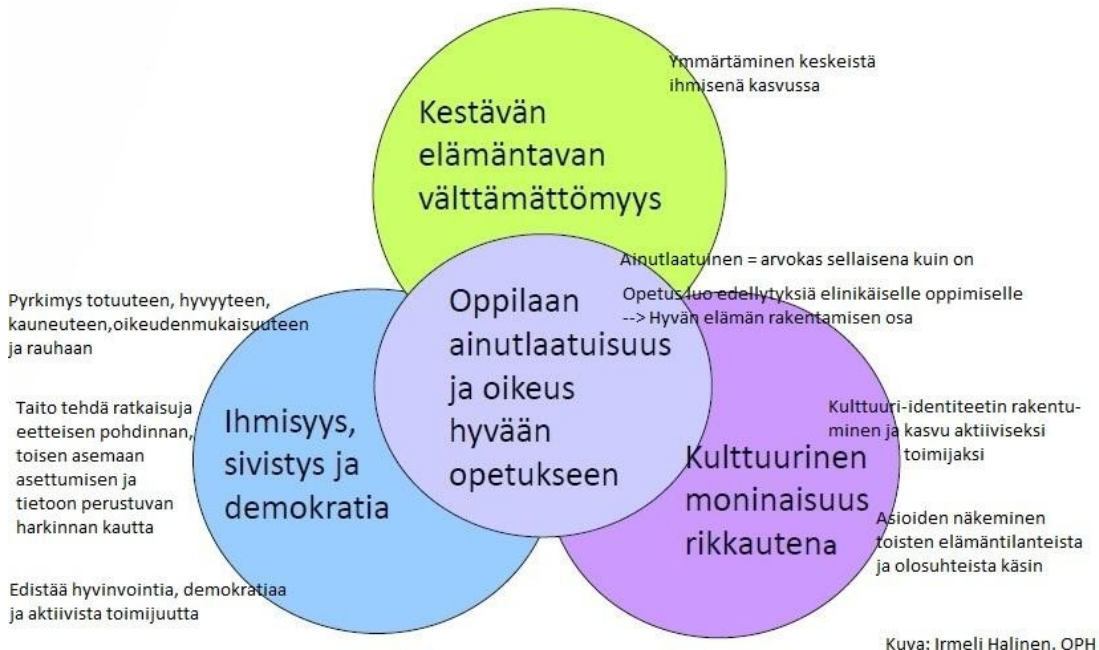 Ymmärtäminen keskeistä
ihmisenä kasvussa
Kestävän
elämäntavan
välttämättömyys
Ainutlaatuinen = arvokas sellaisena kuin on
Opetus luo edellytyksiä elinikäiselle oppimiselle
--> Hyvän elämän rakentamisen osa
Oppilaan
ainutlaatuisuus
ja oikeus
hyvään
opetukseen
Pyrkimys totuuteen, hyvyyteen,
kauneuteen,oikeudenmukaisuuteen
ja rauhaan
Taito tehdä ratkaisuja
eetteisen pohdinnan,
toisen asemaan
asettumisen ja
tietoon perustuvan
harkinnan kautta
Edistää hyvinvointia, demokratiaa
ja aktiivista toimijuutta
Ihmisyys,
sivistys ja
demokratia
Kulttuurinen
moninaisuus
rikkautena
Kulttuuri-identiteetin rakentu-
minen ja kasvu aktiiviseksi
toimijaksi
Asioiden näkeminen
toisten elämäntilanteista
ja olosuhteista käsin
Kuva: Irmeli Halinen, OPH